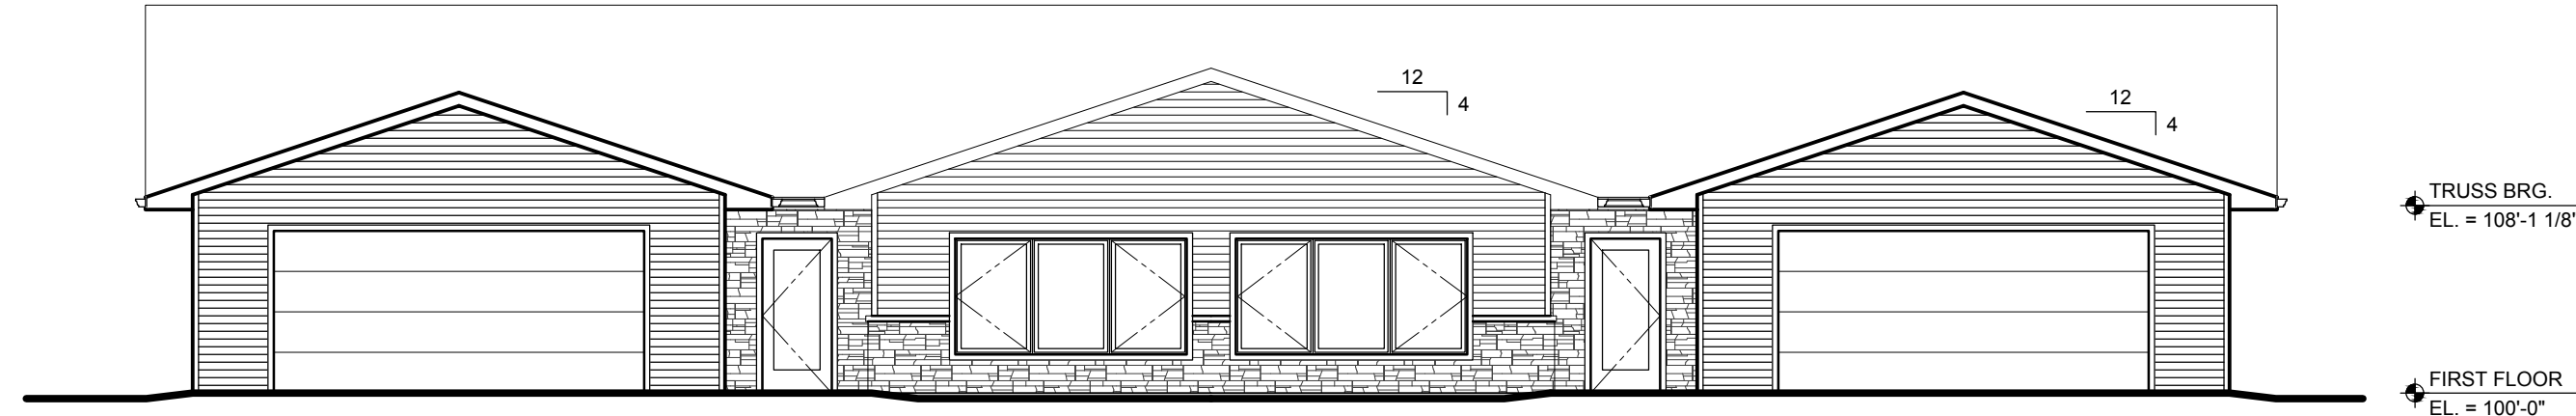 12
4
12
4
TRUSS BRG.
EL. = 108'-1 1/8"
FIRST FLOOR
EL. = 100'-0"